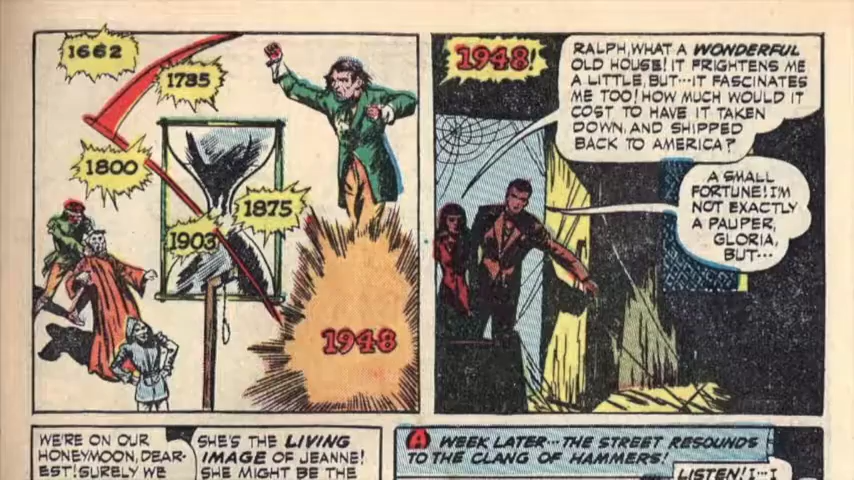 1662
1785
1800
1875
1903
1948
1948!
RALPH, WHAT A WONDERFUL
OLD HOUSE! IT FRIGHTENS ME
A LITTLE, BUT...IT FASCINATES
ME TOO! HOW MUCH WOULD IT
COST TO HAVE IT TAKEN
DOWN, AND SHIPPED
BACK TO AMERICA?
A SMALL
FORTUNE! I'M
NOT EXACTLY
A PAUPER,
GLORIA,
BUT...
WE'RE ON OUR
HONEYMOON, DEAR-
EST! SURELY WE
SHE'S THE LIVING
IMAGE OF JEANNE!
SHE MIGHT BE THE
A WEEK LATER... THE STREET RESOUNDS
TO THE CLANG OF HAMMERS!
LISTEN! I...I